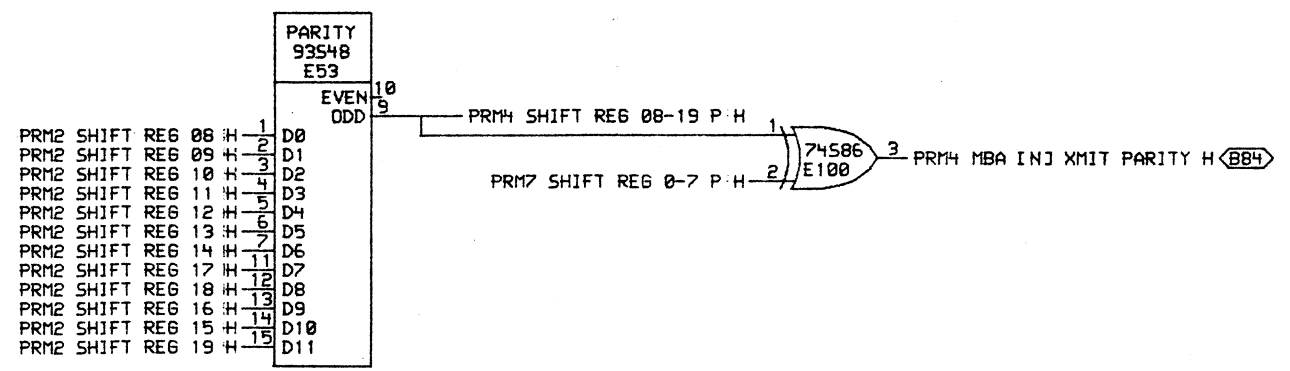 PARITY
93S48
E53
EVEN 10
ODD 9
PRM4 SHIFT REG 08-19 P H
PRM2 SHIFT REG 08 H 1 D0
PRM2 SHIFT REG 09 H 2 D1
PRM2 SHIFT REG 10 H 3 D2
PRM2 SHIFT REG 11 H 4 D3
PRM2 SHIFT REG 12 H 5 D4
PRM2 SHIFT REG 13 H 6 D5
PRM2 SHIFT REG 14 H 7 D6
PRM2 SHIFT REG 17 H 11 D7
PRM2 SHIFT REG 18 H 12 D8
PRM2 SHIFT REG 16 H 13 D9
PRM2 SHIFT REG 15 H 14 D10
PRM2 SHIFT REG 19 H 15 D11
1
74S86
E100
3 PRM4 MBA INJ XMIT PARITY H B84
PRM7 SHIFT REG 0-7 P H 2